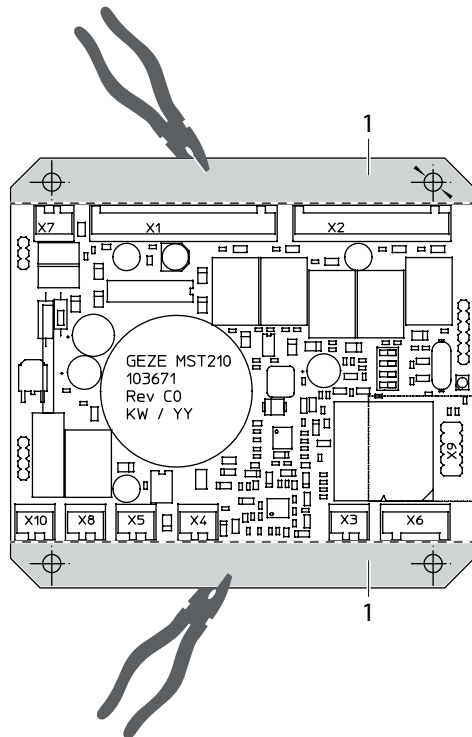 1
X7 X1 X2
GEZE MST210
103671
Rev C0
KW / YY
X9
X10 X8 X5 X4 X3 X6
1